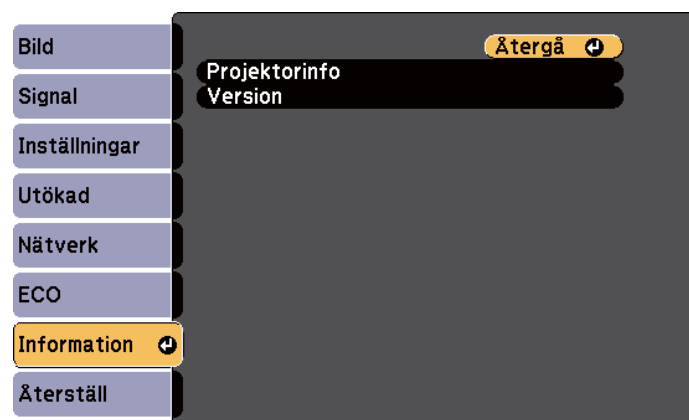 Bild
Signal
Inställningar
Utökad
Nätverk
ECO
Information
Återställ
Återgå
Projektorinfo
Version